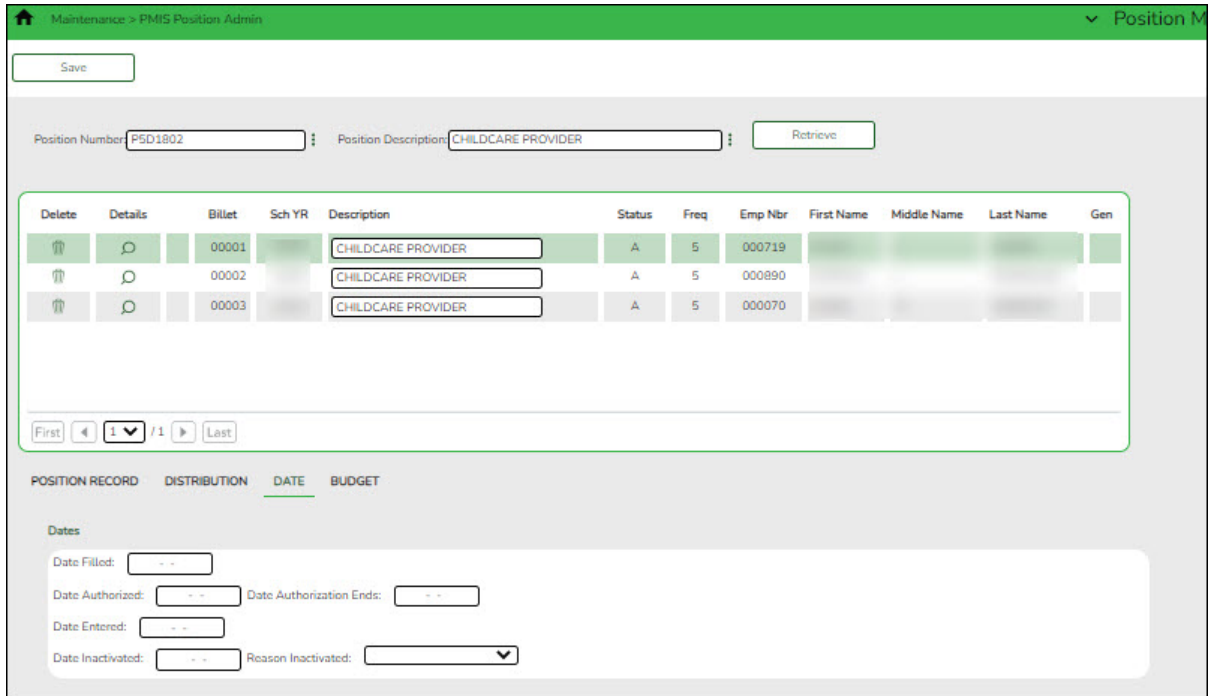 Maintenance > PMIS Position Admin Position M
Save
Position Number: P5D1802 Position Description: CHILDCARE PROVIDER Retrieve
Delete Details Billet Sch YR Description Status Freq Emp Nbr First Name Middle Name Last Name Gen
00001 CHILDCARE PROVIDER A 5 000719
00002 CHILDCARE PROVIDER A 5 000890
00003 CHILDCARE PROVIDER A 5 000070
First 1 / 1 Last
POSITION RECORD DISTRIBUTION DATE BUDGET
Dates
Date Filled: - -
Date Authorized: - - Date Authorization Ends: - -
Date Entered: - -
Date Inactivated: - - Reason Inactivated: